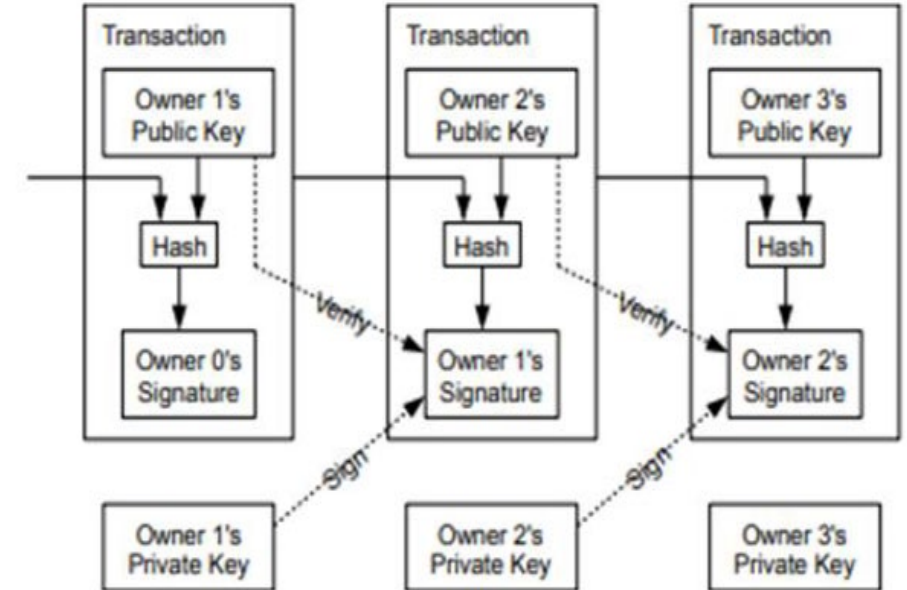 Transaction
Owner 1's
Public Key
Hash
Owner 0's
Signature
Transaction
Owner 2's
Public Key
Hash
Verify
Owner 1's
Signature
Transaction
Owner 3's
Public Key
Hash
Verify
Owner 2's
Signature
Sign
Sign
Owner 1's
Private Key
Owner 2's
Private Key
Owner 3's
Private Key